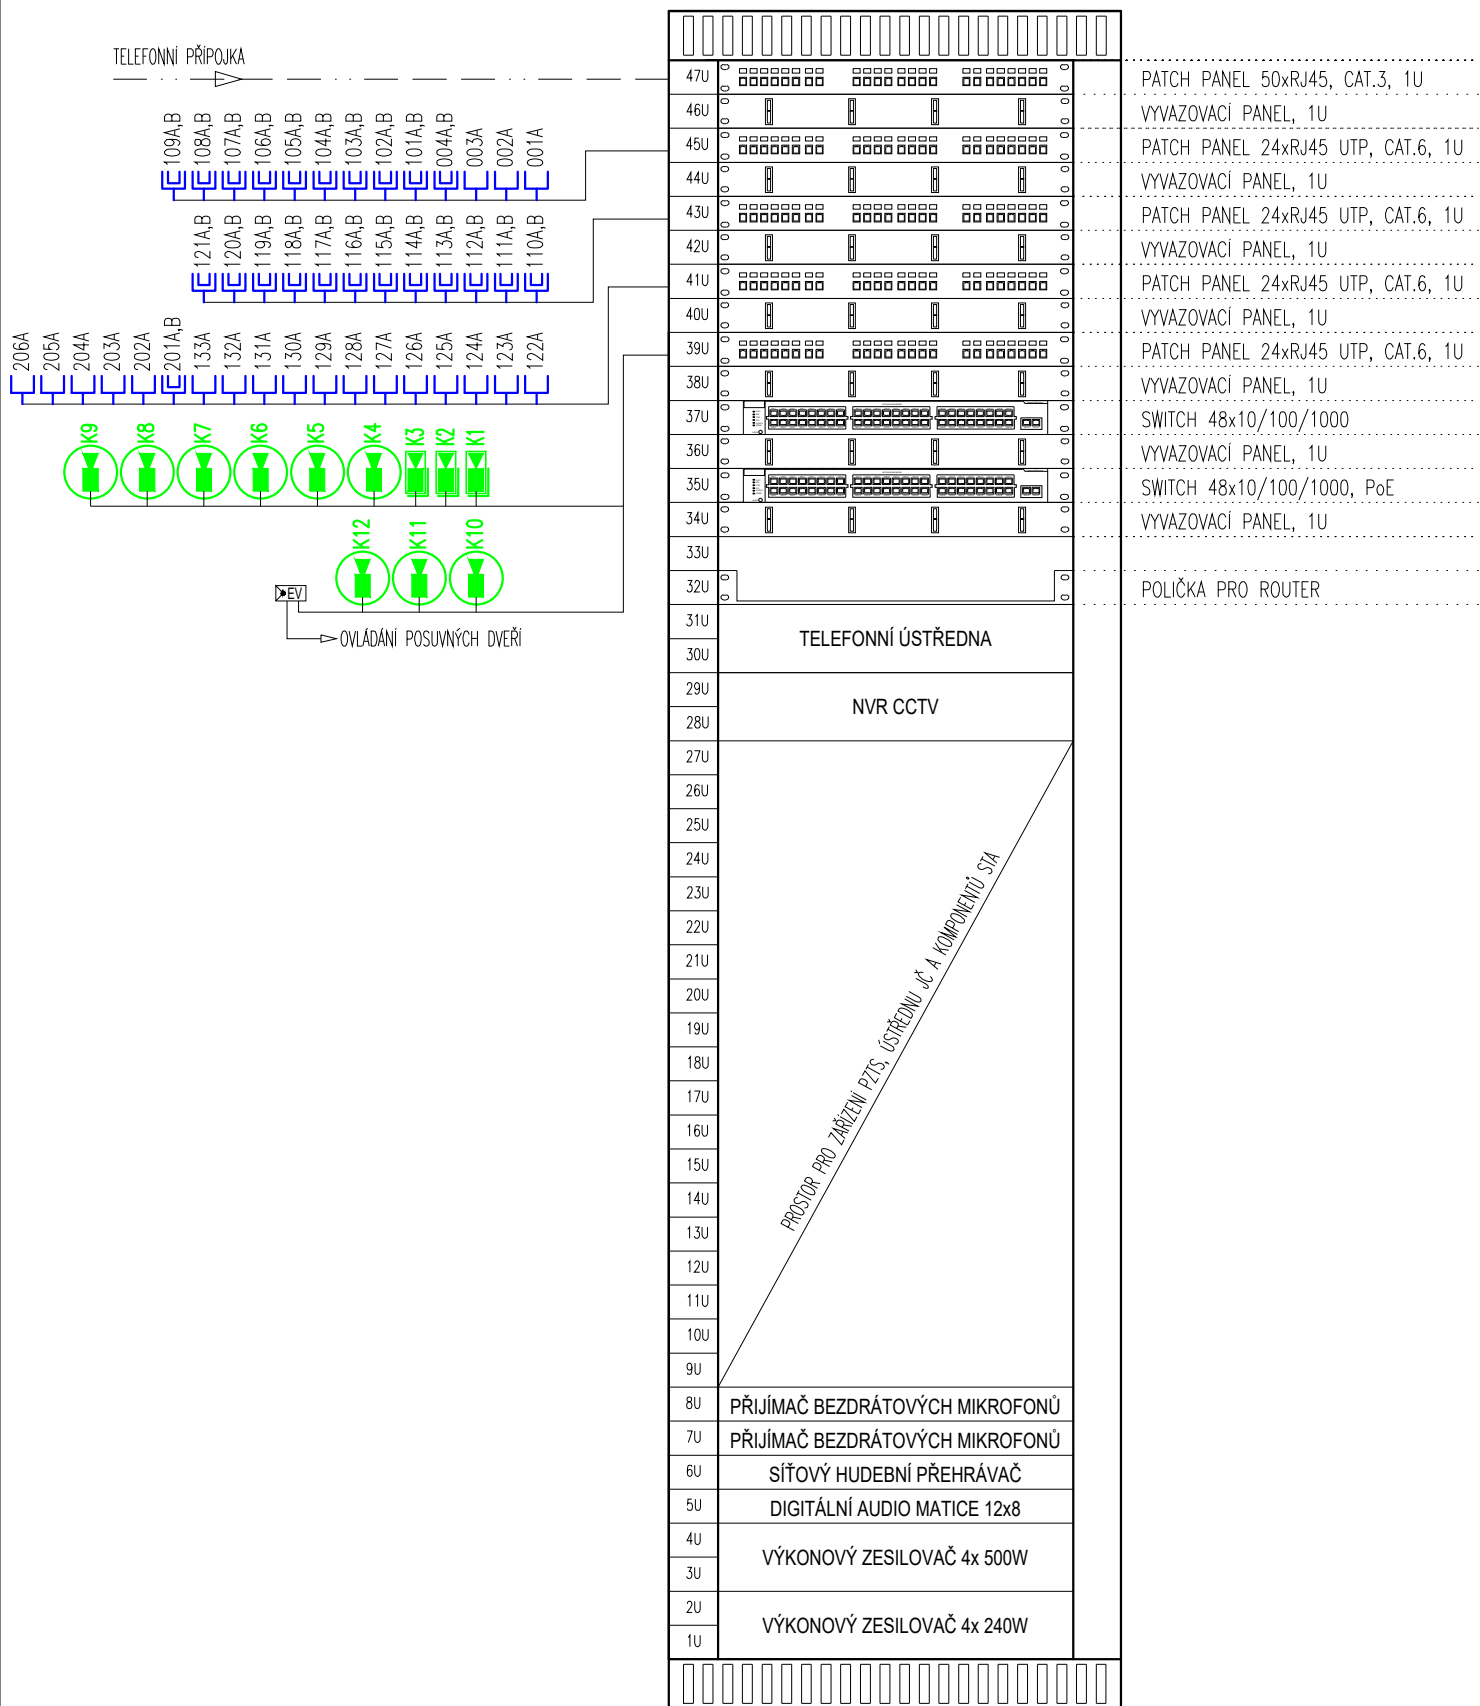 TELEFONNÍ PŘÍPOJKA
109A,B
108A,B
107A,B
106A,B
105A,B
104A,B
103A,B
102A,B
101A,B
004A,B
003A
002A
001A
121A,B
120A,B
119A,B
118A,B
117A,B
116A,B
115A,B
114A,B
113A,B
112A,B
111A,B
110A,B
206A
205A
204A
203A
202A
201A,B
133A
132A
131A
130A
129A
128A
127A
126A
125A
124A
123A
122A
K9
K8
K7
K6
K5
K4
K3
K2
K1
K12
K11
K10
EV
OVLÁDÁNÍ POSUVNÝCH DVEŘÍ
47U PATCH PANEL 50xRJ45, CAT.3, 1U
46U VYVAZOVACÍ PANEL, 1U
45U PATCH PANEL 24xRJ45 UTP, CAT.6, 1U
44U VYVAZOVACÍ PANEL, 1U
43U PATCH PANEL 24xRJ45 UTP, CAT.6, 1U
42U VYVAZOVACÍ PANEL, 1U
41U PATCH PANEL 24xRJ45 UTP, CAT.6, 1U
40U VYVAZOVACÍ PANEL, 1U
39U PATCH PANEL 24xRJ45 UTP, CAT.6, 1U
38U VYVAZOVACÍ PANEL, 1U
37U SWITCH 48x10/100/1000
36U VYVAZOVACÍ PANEL, 1U
35U SWITCH 48x10/100/1000, PoE
34U VYVAZOVACÍ PANEL, 1U
33U
32U POLIČKA PRO ROUTER
31U
TELEFONNÍ ÚSTŘEDNA
30U
29U
NVR CCTV
28U
27U
26U
25U
24U
23U
22U
21U
20U
19U
18U
17U
16U
15U
14U
13U
12U
11U
10U
9U
PROSTOR PRO ZAŘÍZENÍ PZTS, ÚSTŘEDNU JČ A KOMPONENTŮ STA
8U PŘIJÍMAČ BEZDRÁTOVÝCH MIKROFONŮ
7U PŘIJÍMAČ BEZDRÁTOVÝCH MIKROFONŮ
6U SÍŤOVÝ HUDEBNÍ PŘEHRÁVAČ
5U DIGITÁLNÍ AUDIO MATICE 12x8
4U
VÝKONOVÝ ZESILOVAČ 4x 500W
3U
2U
VÝKONOVÝ ZESILOVAČ 4x 240W
1U